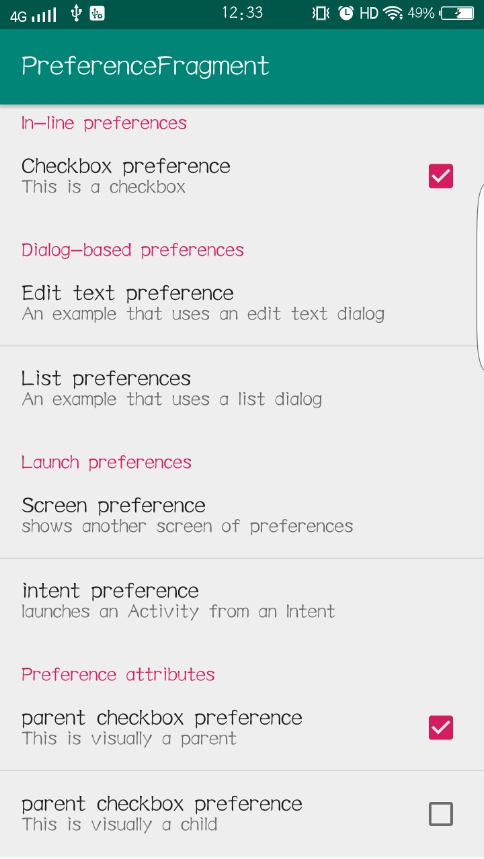 4G 12:33 HD 49%
PreferenceFragment
In-line preferences
Checkbox preference
This is a checkbox
Dialog-based preferences
Edit text preference
An example that uses an edit text dialog
List preferences
An example that uses a list dialog
Launch preferences
Screen preference
shows another screen of preferences
intent preference
launches an Activity from an Intent
Preference attributes
parent checkbox preference
This is visually a parent
parent checkbox preference
This is visually a child